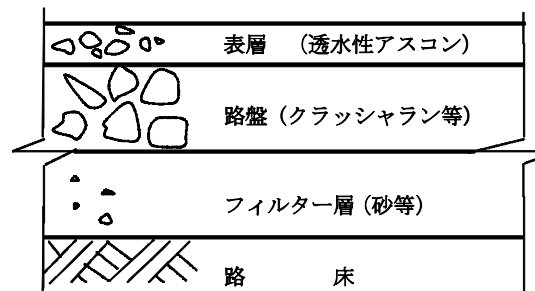 表層　（透水性アスコン）
路盤（クラッシャラン等）
フィルター層（砂等）
路　　　床